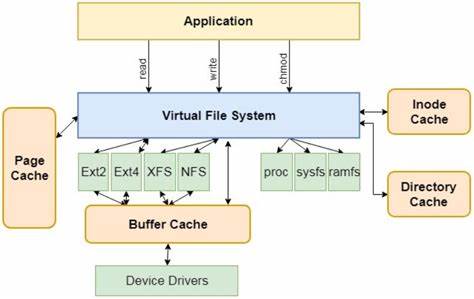 Application
read
write
chmod
Virtual File System
Inode
Cache
Page
Cache
Ext2 Ext4 XFS NFS
proc sysfs ramfs
Directory
Cache
Buffer Cache
Device Drivers